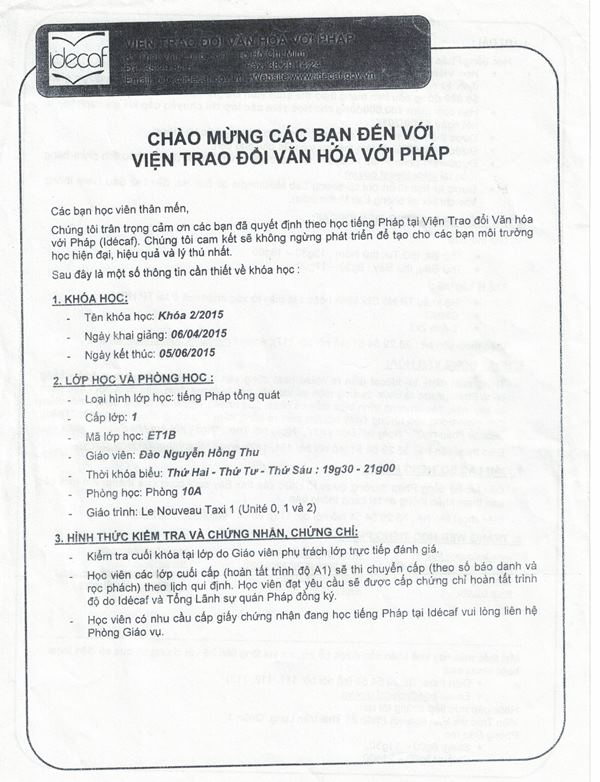 idecaf
VIỆN TRAO ĐỔI VĂN HÓA VỚI PHÁP
CHÀO MỪNG CÁC BẠN ĐẾN VỚI
VIỆN TRAO ĐỔI VĂN HÓA VỚI PHÁP
Các bạn học viên thân mến,
Chúng tôi trân trọng cảm ơn các bạn đã quyết định theo học tiếng Pháp tại Viện Trao đổi Văn hóa
với Pháp (Idécaf). Chúng tôi cam kết sẽ không ngừng phát triển để tạo cho các bạn môi trường
học hiện đại, hiệu quả và lý thú nhất.
Sau đây là một số thông tin cần thiết về khóa học :
1. KHÓA HỌC:
- Tên khóa học: Khóa 2/2015
- Ngày khai giảng: 06/04/2015
- Ngày kết thúc: 05/06/2015
2. LỚP HỌC VÀ PHÒNG HỌC :
- Loại hình lớp học: tiếng Pháp tổng quát
- Cấp lớp: 1
- Mã lớp học: ET1B
- Giáo viên: Đào Nguyễn Hồng Thu
- Thời khóa biểu: Thứ Hai - Thứ Tư - Thứ Sáu : 19g30 - 21g00
- Phòng học: Phòng 10A
- Giáo trình: Le Nouveau Taxi 1 (Unité 0, 1 và 2)
3. HÌNH THỨC KIỂM TRA VÀ CHỨNG NHẬN, CHỨNG CHỈ:
- Kiểm tra cuối khóa tại lớp do Giáo viên phụ trách lớp trực tiếp đánh giá.
- Học viên các lớp cuối cấp (hoàn tất trình độ A1) sẽ thi chuyển cấp (theo số báo danh và
rọc phách) theo lịch qui định. Học viên đạt yêu cầu sẽ được cấp chứng chỉ hoàn tất trình
độ do Idécaf và Tổng Lãnh sự quán Pháp đồng ký.
- Học viên có nhu cầu cấp giấy chứng nhận đang học tiếng Pháp tại Idécaf vui lòng liên hệ
Phòng Giáo vụ.